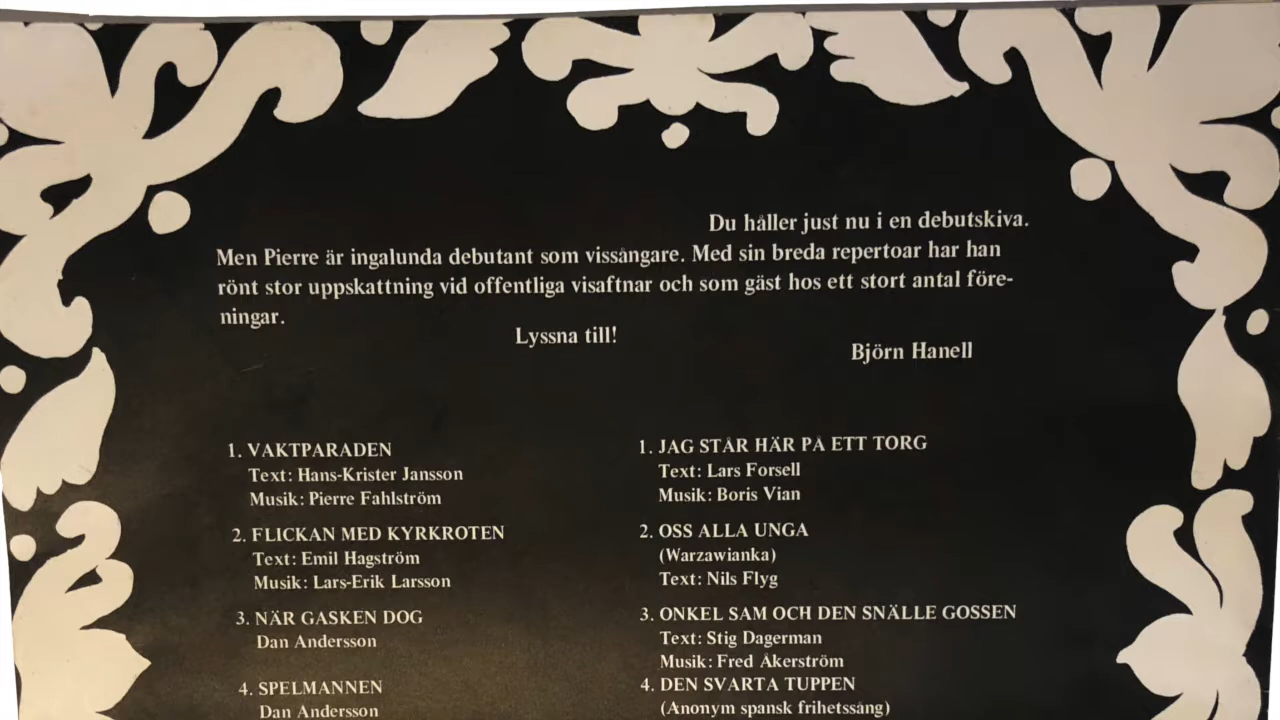 Du håller just nu i en debutskiva.
Men Pierre är ingalunda debutant som vissångare. Med sin breda repertoar har han
rönt stor uppskattning vid offentliga visaftnar och som gäst hos ett stort antal före-
ningar.
Lyssna till!
Björn Hanell
1. VAKTPARADEN
Text: Hans-Krister Jansson
Musik: Pierre Fahlström
2. FLICKAN MED KYRKROTEN
Text: Emil Hagström
Musik: Lars-Erik Larsson
3. NÄR GASKEN DOG
Dan Andersson
4. SPELMANNEN
Dan Andersson
1. JAG STÅR HÄR PÅ ETT TORG
Text: Lars Forsell
Musik: Boris Vian
2. OSS ALLA UNGA
(Warzawianka)
Text: Nils Flyg
3. ONKEL SAM OCH DEN SNÄLLE GOSSEN
Text: Stig Dagerman
Musik: Fred Åkerström
4. DEN SVARTA TUPPEN
(Anonym spansk frihetssång)